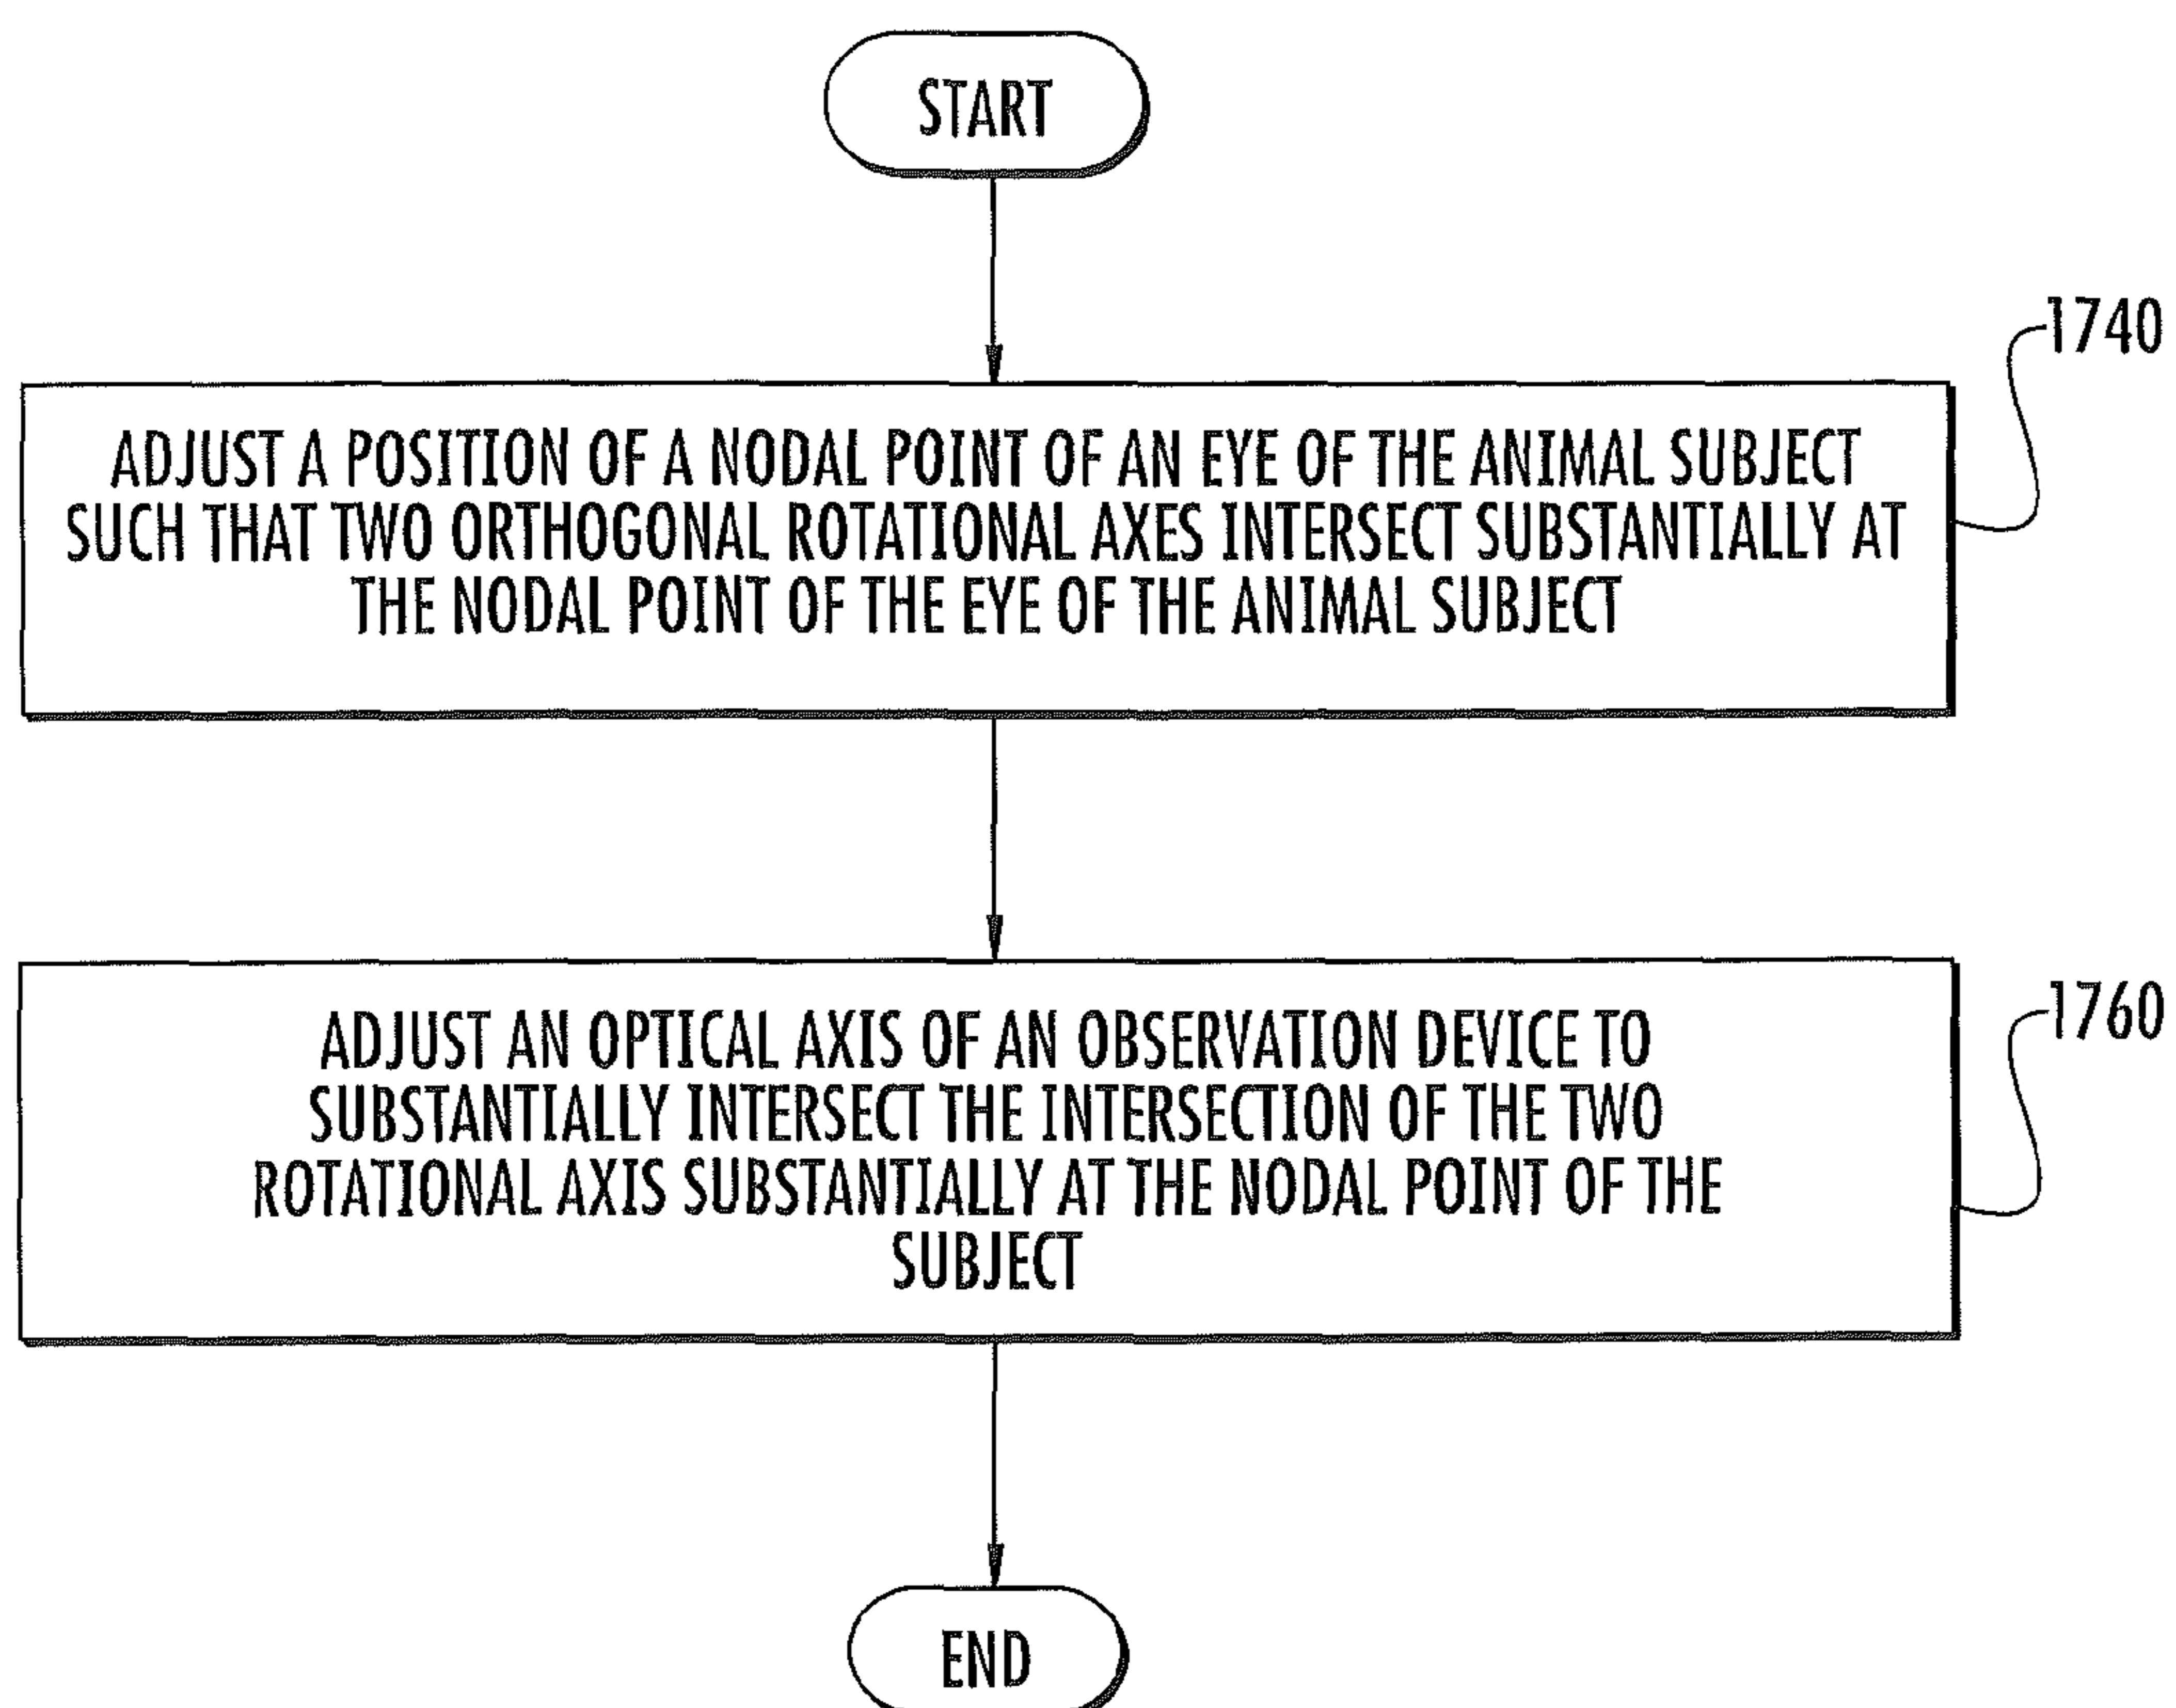 START
1740
ADJUST A POSITION OF A NODAL POINT OF AN EYE OF THE ANIMAL SUBJECT
SUCH THAT TWO ORTHOGONAL ROTATIONAL AXES INTERSECT SUBSTANTIALLY AT
THE NODAL POINT OF THE EYE OF THE ANIMAL SUBJECT
1760
ADJUST AN OPTICAL AXIS OF AN OBSERVATION DEVICE TO
SUBSTANTIALLY INTERSECT THE INTERSECTION OF THE TWO
ROTATIONAL AXIS SUBSTANTIALLY AT THE NODAL POINT OF THE
SUBJECT
END